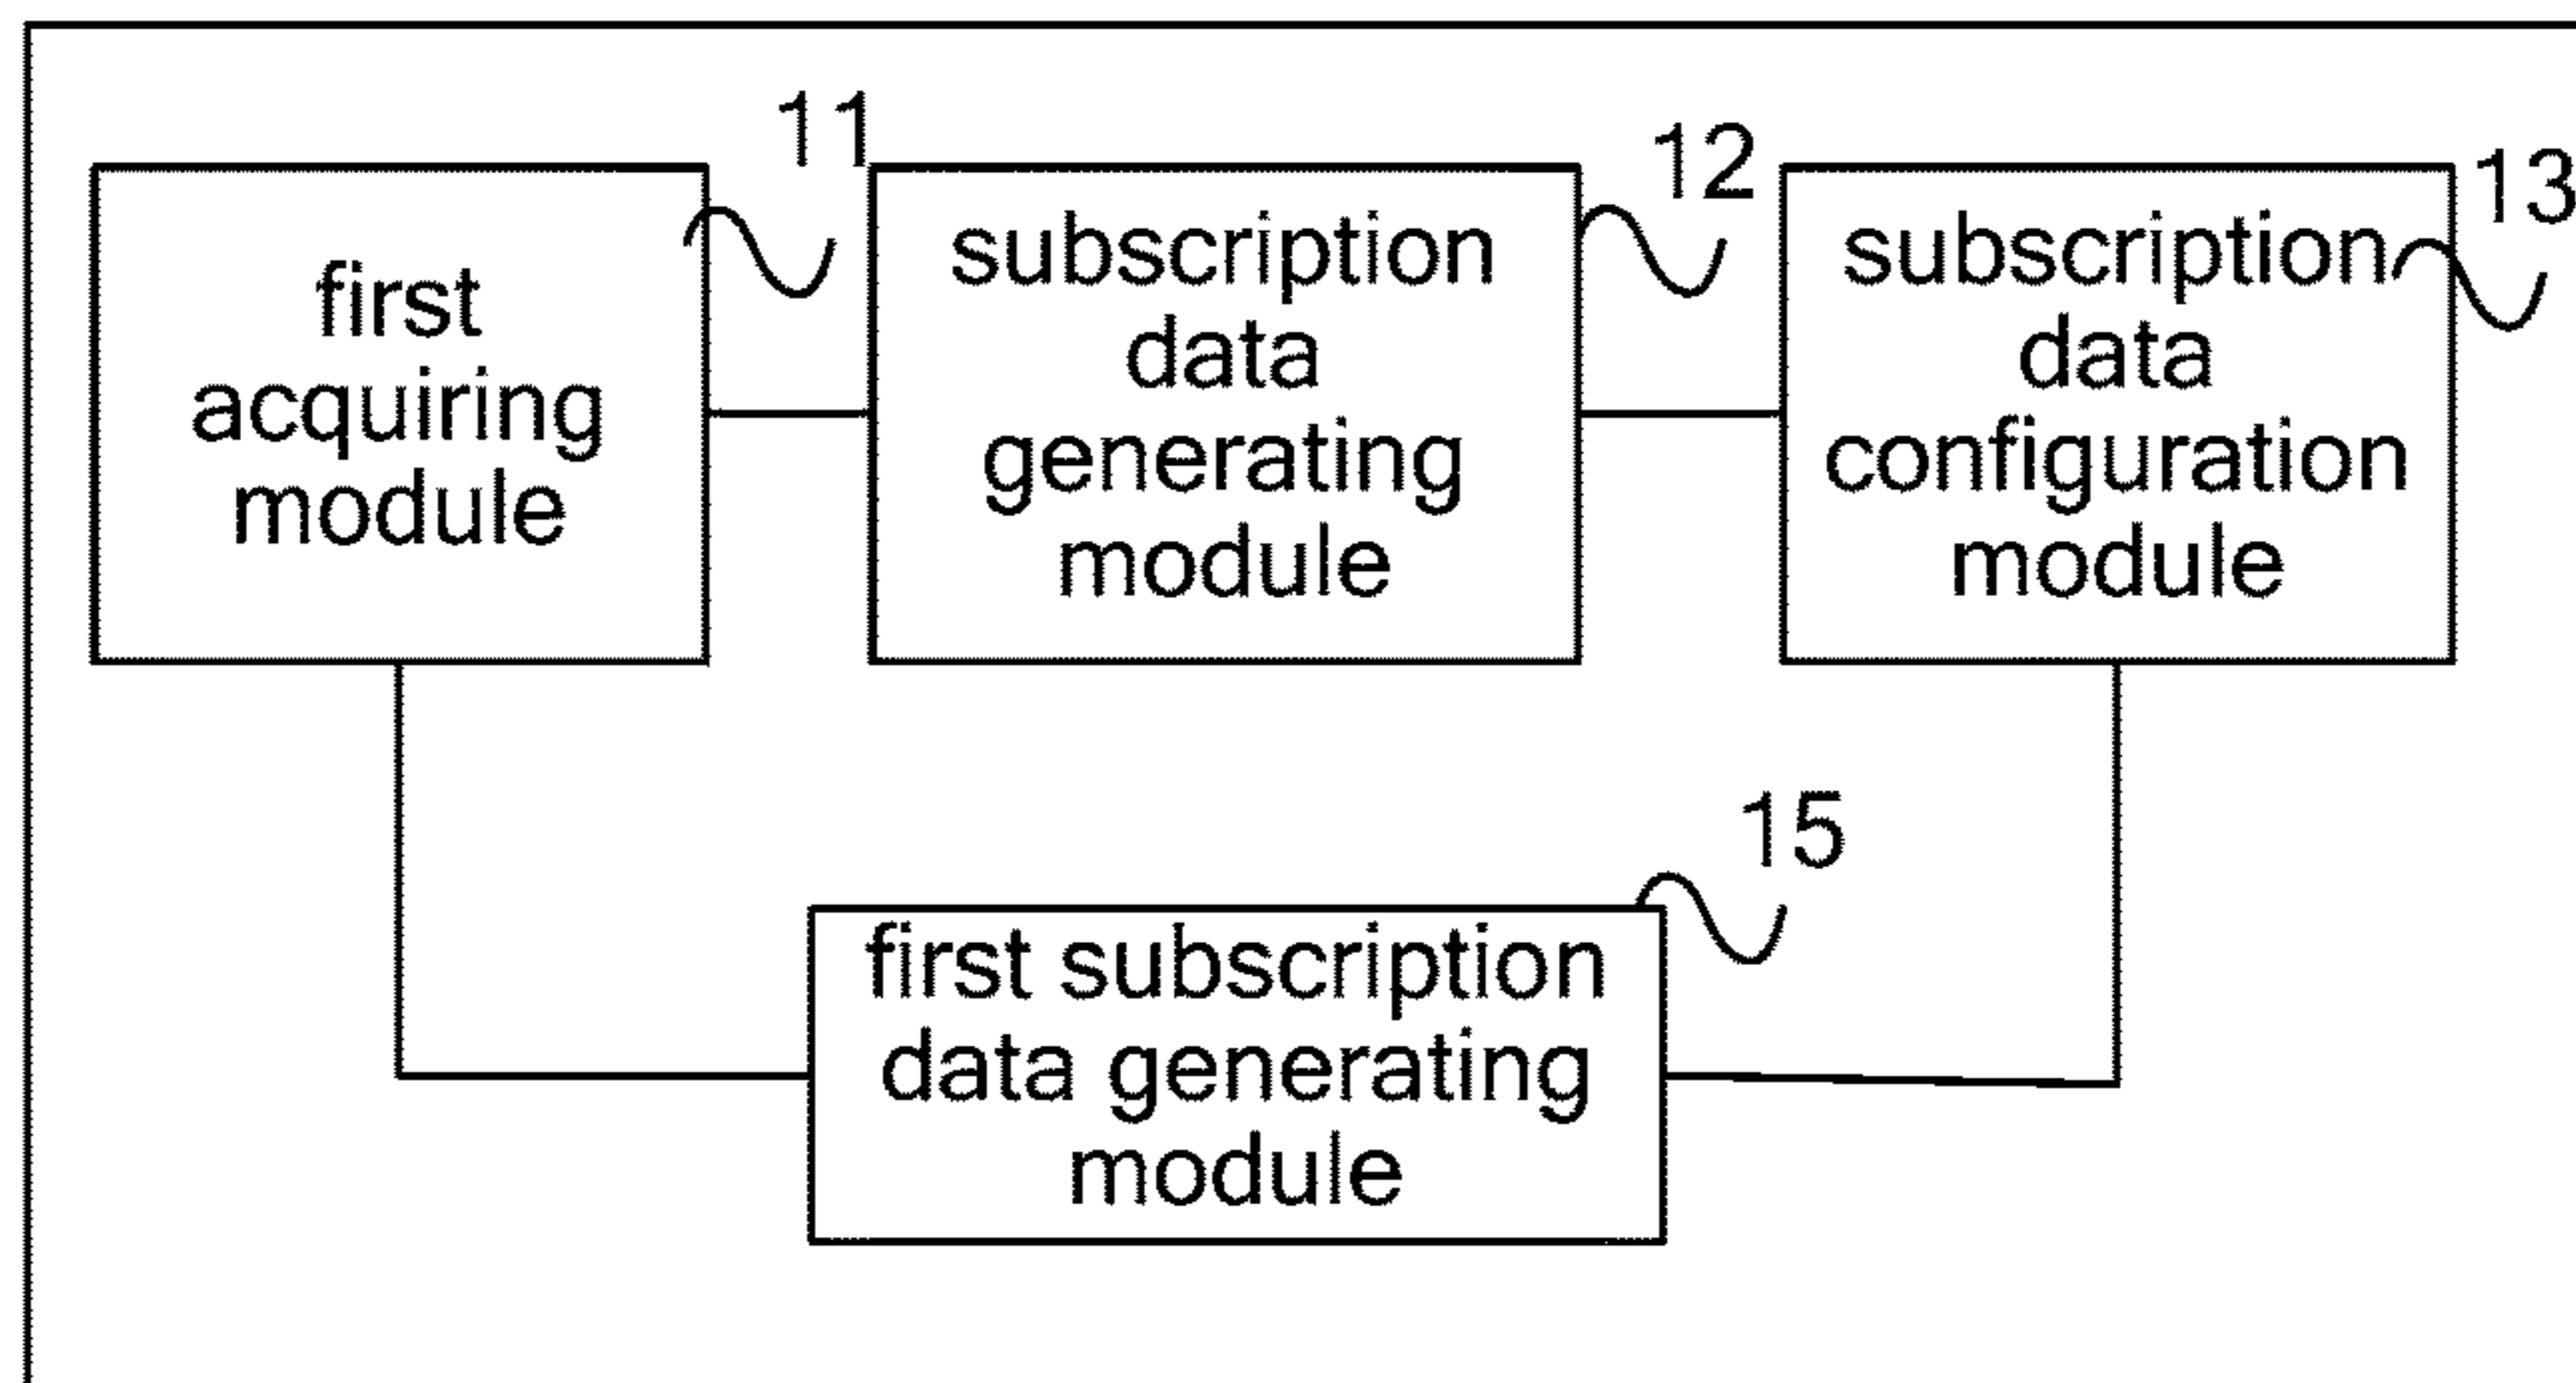 11
12
13
first
acquiring
module
subscription
data
generating
module
subscription
data
configuration
module
15
first subscription
data generating
module